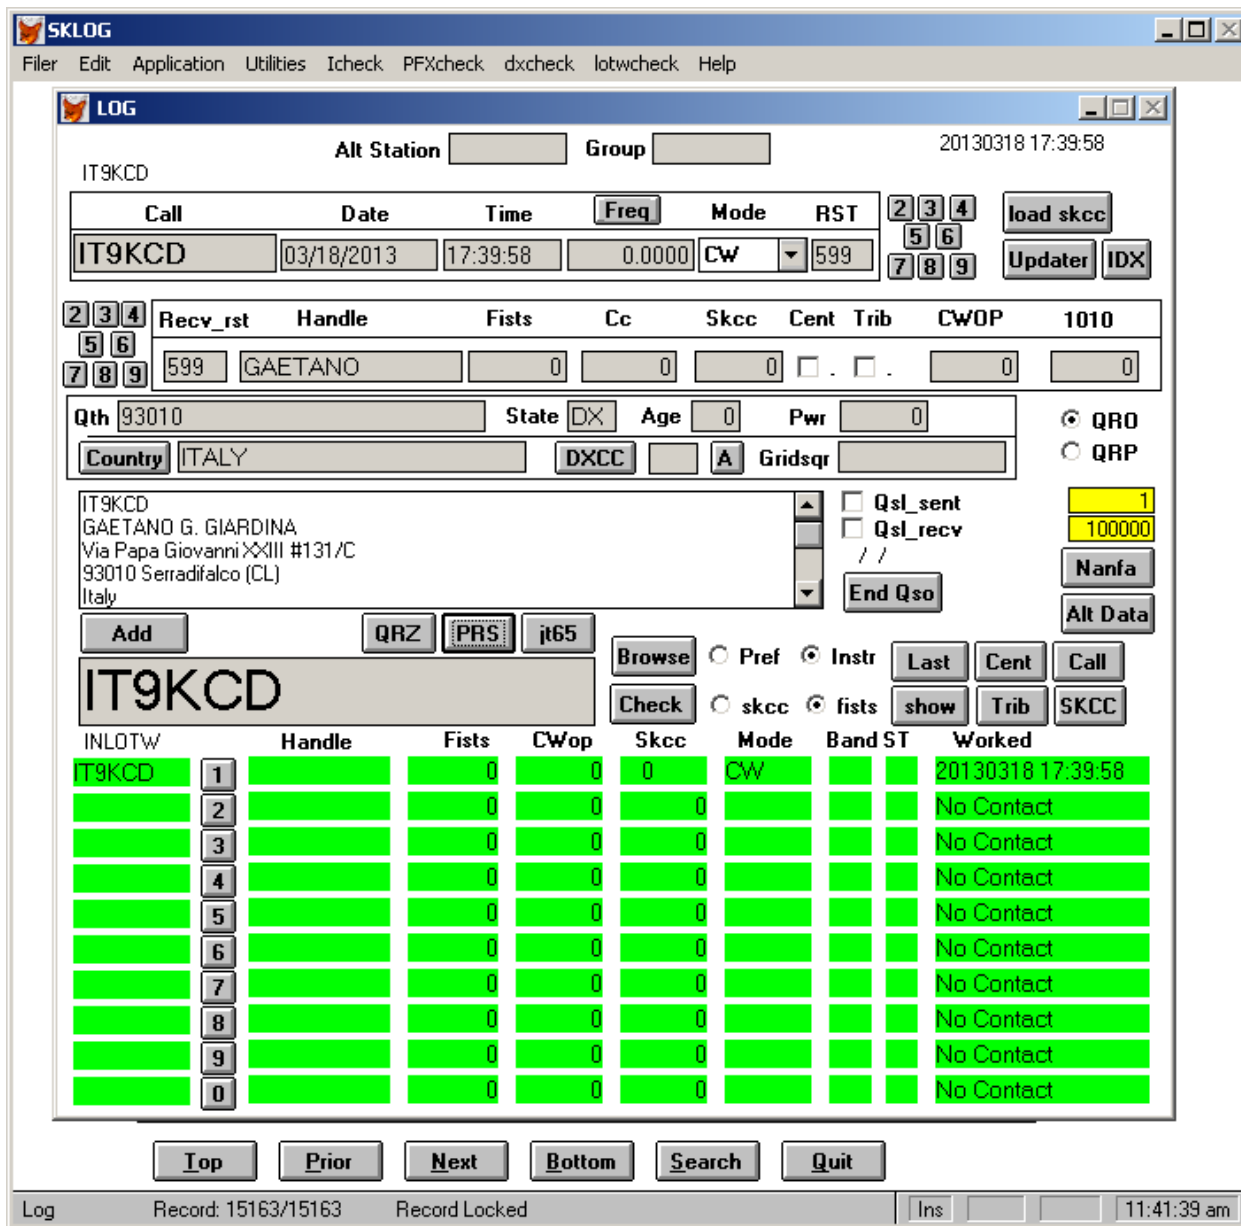 SKLOG
Filer Edit Application Utilities Icheck PFXcheck dxcheck lotwcheck Help
LOG
Alt Station Group 20130318 17:39:58
IT9KCD
Call Date Time Freq Mode RST 2 3 4 load skcc
5 6
IT9KCD 03/18/2013 17:39:58 0.0000 CW 599 7 8 9 Updater IDX
2 3 4 Recv_rst Handle Fists Cc Skcc Cent Trib CWOP 1010
5 6
7 8 9 599 GAETANO 0 0 0 . . 0 0
Qth 93010 State DX Age 0 Pwr 0 QRO
Country ITALY DXCC A Gridsqr QRP
IT9KCD
GAETANO G. GIARDINA
Via Papa Giovanni XXIII #131/C
93010 Serradifalco (CL)
Italy
Qsl_sent 1
Qsl_recv 100000
/ /
End Qso Nanfa
Alt Data
Add QRZ PRS jt65
Browse Pref Instr Last Cent Call
IT9KCD
Check skcc fists show Trib SKCC
INLOTW Handle Fists CWop Skcc Mode Band ST Worked
IT9KCD 1 0 0 0 CW 20130318 17:39:58
2 0 0 0 No Contact
3 0 0 0 No Contact
4 0 0 0 No Contact
5 0 0 0 No Contact
6 0 0 0 No Contact
7 0 0 0 No Contact
8 0 0 0 No Contact
9 0 0 0 No Contact
0 0 0 0 No Contact
Top Prior Next Bottom Search Quit
Log Record: 15163/15163 Record Locked Ins 11:41:39 am